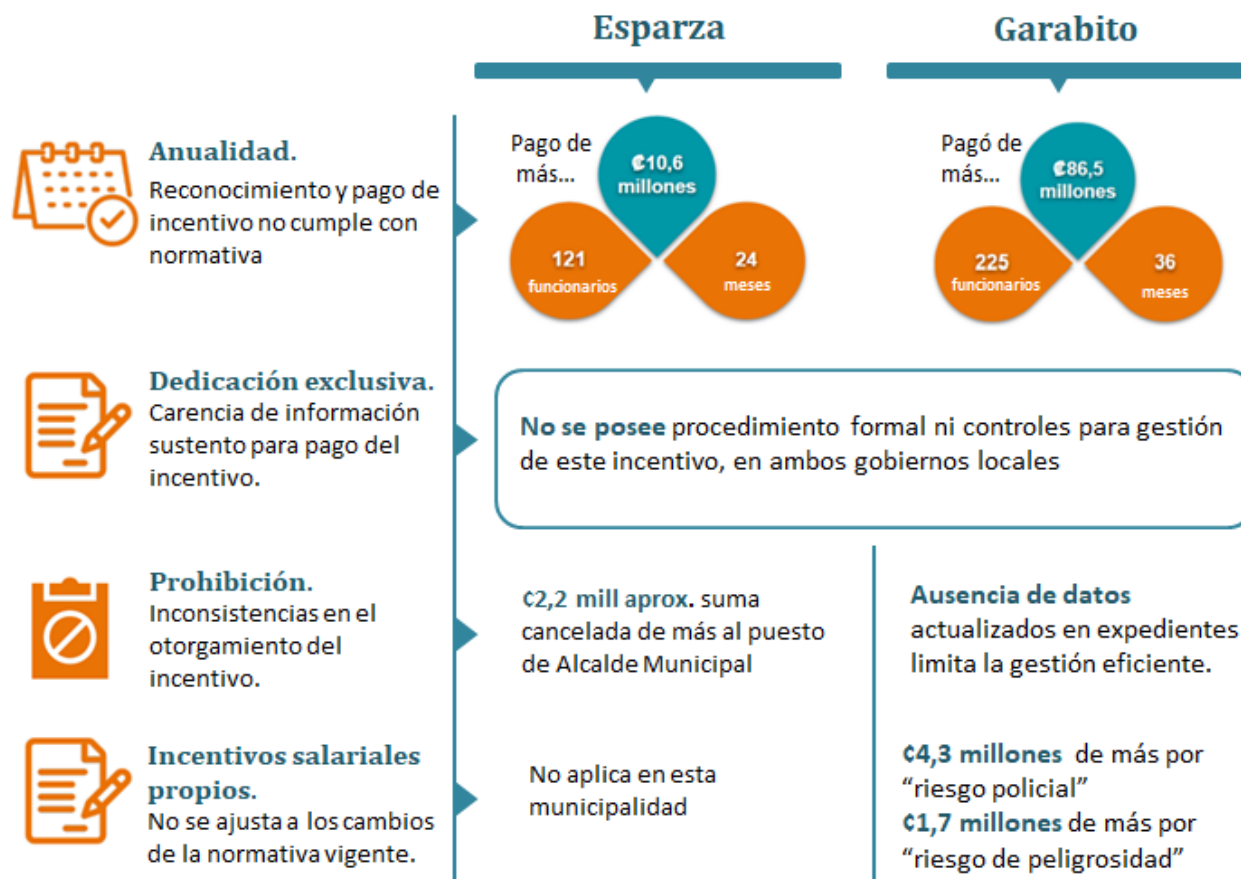 Esparza
Garabito
Anualidad.
Reconocimiento y pago de
incentivo no cumple con
normativa
Pago de
más...
₡10,6
millones
121
funcionarios
24
meses
Pagó de
más...
₡86,5
millones
225
funcionarios
36
meses
Dedicación exclusiva.
Carencia de información
sustento para pago del
incentivo.
No se posee procedimiento formal ni controles para gestión
de este incentivo, en ambos gobiernos locales
Prohibición.
Inconsistencias en el
otorgamiento del
incentivo.
¢2,2 mill aprox. suma
cancelada de más al puesto
de Alcalde Municipal
Ausencia de datos
actualizados en expedientes
limita la gestión eficiente.
Incentivos salariales
propios.
No se ajusta a los cambios
de la normativa vigente.
No aplica en esta
municipalidad
¢4,3 millones de más por
“riesgo policial”
¢1,7 millones de más por
“riesgo de peligrosidad”